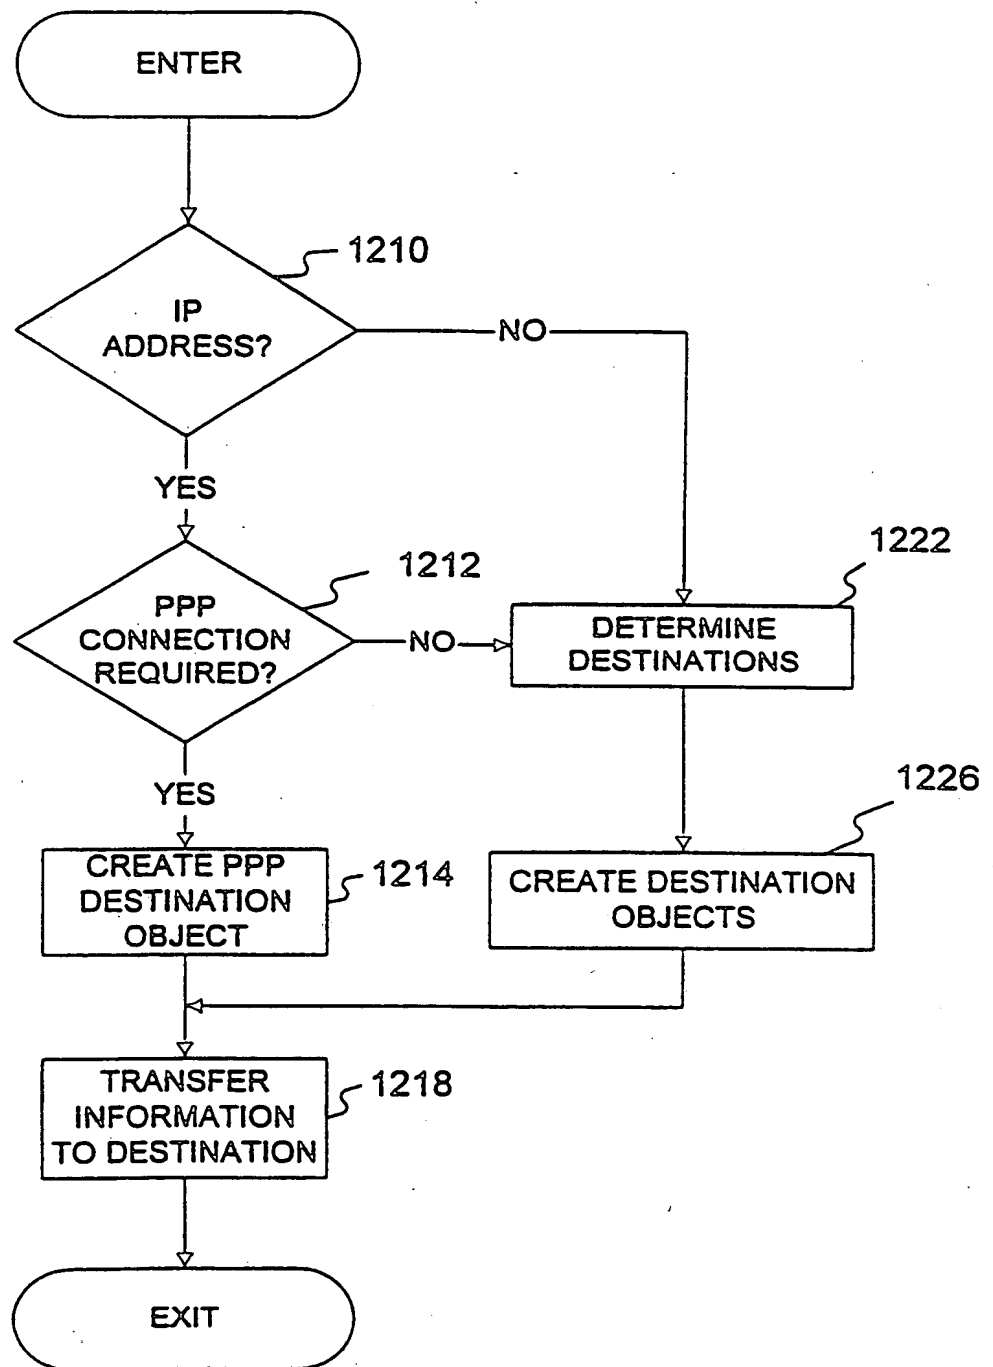 ENTER
1210
IP
ADDRESS?
NO
YES
1222
1212
PPP
CONNECTION
REQUIRED?
NO
DETERMINE
DESTINATIONS
YES
1226
CREATE PPP
DESTINATION
OBJECT
1214
CREATE DESTINATION
OBJECTS
TRANSFER
INFORMATION
TO DESTINATION
1218
EXIT